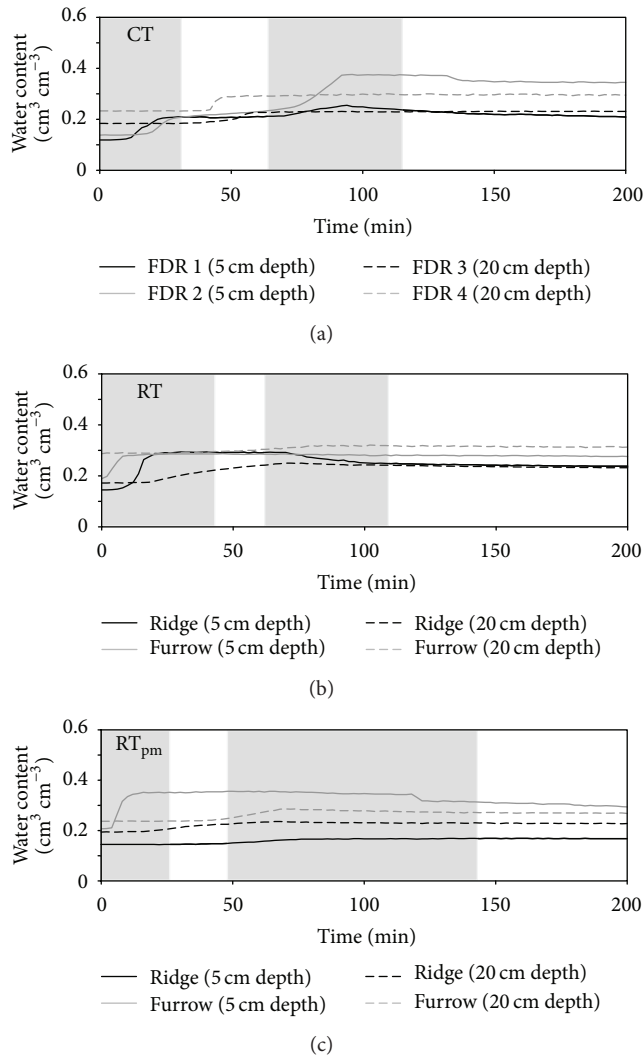 CT
Water content
(cm³ cm⁻³)
0.6
0.4
0.2
0
0 50 100 150 200
Time (min)
FDR 1 (5 cm depth) FDR 3 (20 cm depth)
FDR 2 (5 cm depth) FDR 4 (20 cm depth)
(a)
RT
Water content
(cm³ cm⁻³)
0.6
0.4
0.2
0
0 50 100 150 200
Time (min)
Ridge (5 cm depth) Ridge (20 cm depth)
Furrow (5 cm depth) Furrow (20 cm depth)
(b)
RTpm
Water content
(cm³ cm⁻³)
0.6
0.4
0.2
0
0 50 100 150 200
Time (min)
Ridge (5 cm depth) Ridge (20 cm depth)
Furrow (5 cm depth) Furrow (20 cm depth)
(c)